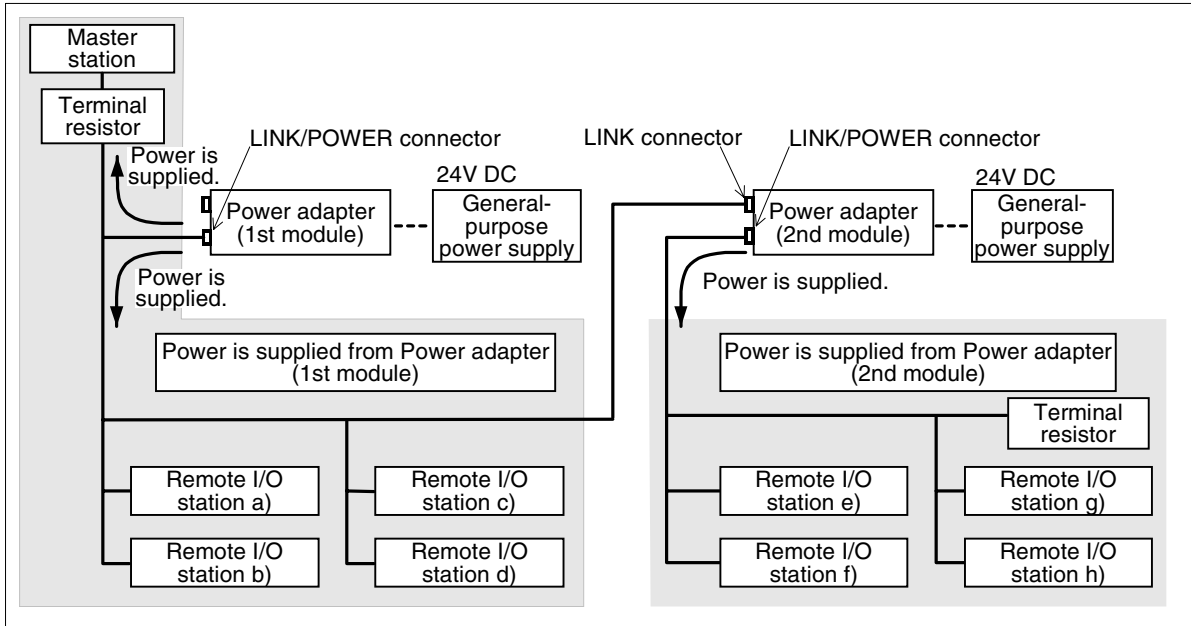 Master
station
Terminal
resistor
LINK/POWER connector
Power is
supplied.
Power adapter
(1st module)
24V DC
General-
purpose
power supply
Power is
supplied.
LINK connector
LINK/POWER connector
Power adapter
(2nd module)
24V DC
General-
purpose
power supply
Power is supplied.
Power is supplied from Power adapter
(1st module)
Power is supplied from Power adapter
(2nd module)
Terminal
resistor
Remote I/O
station a)
Remote I/O
station c)
Remote I/O
station b)
Remote I/O
station d)
Remote I/O
station e)
Remote I/O
station g)
Remote I/O
station f)
Remote I/O
station h)